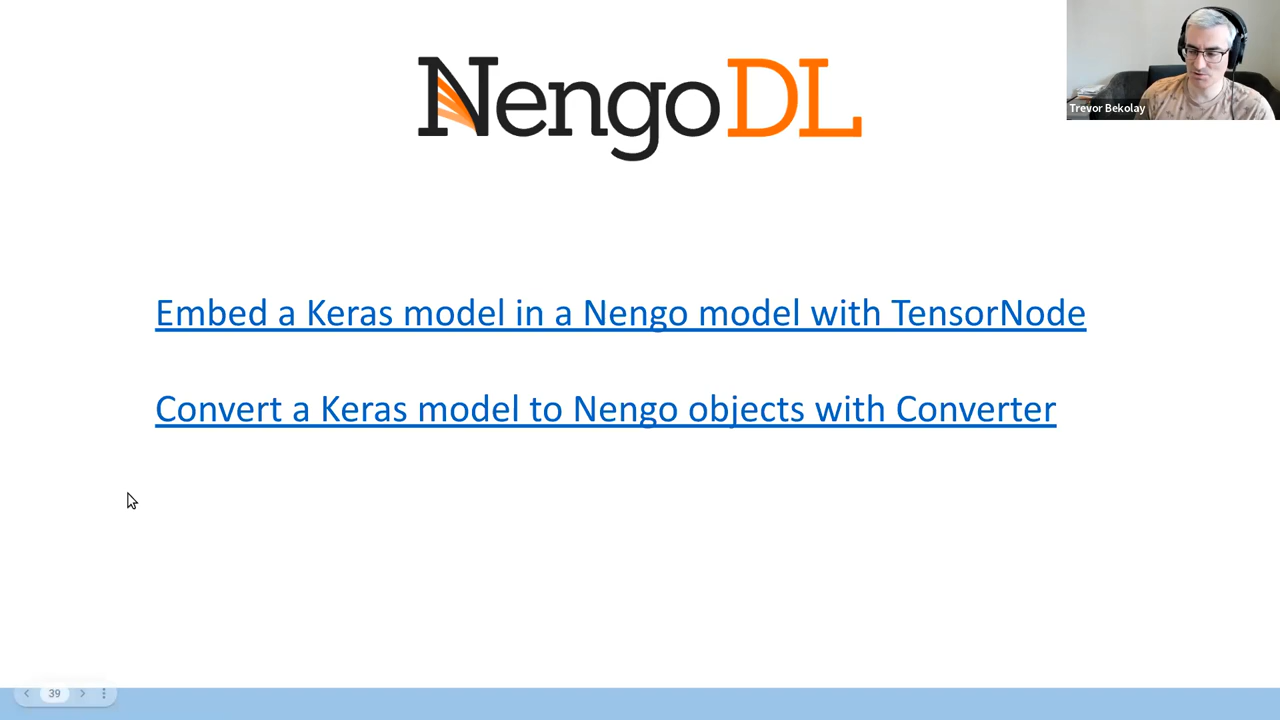 NengoDL
Trevor Bekolay
Embed a Keras model in a Nengo model with TensorNode
Convert a Keras model to Nengo objects with Converter
39